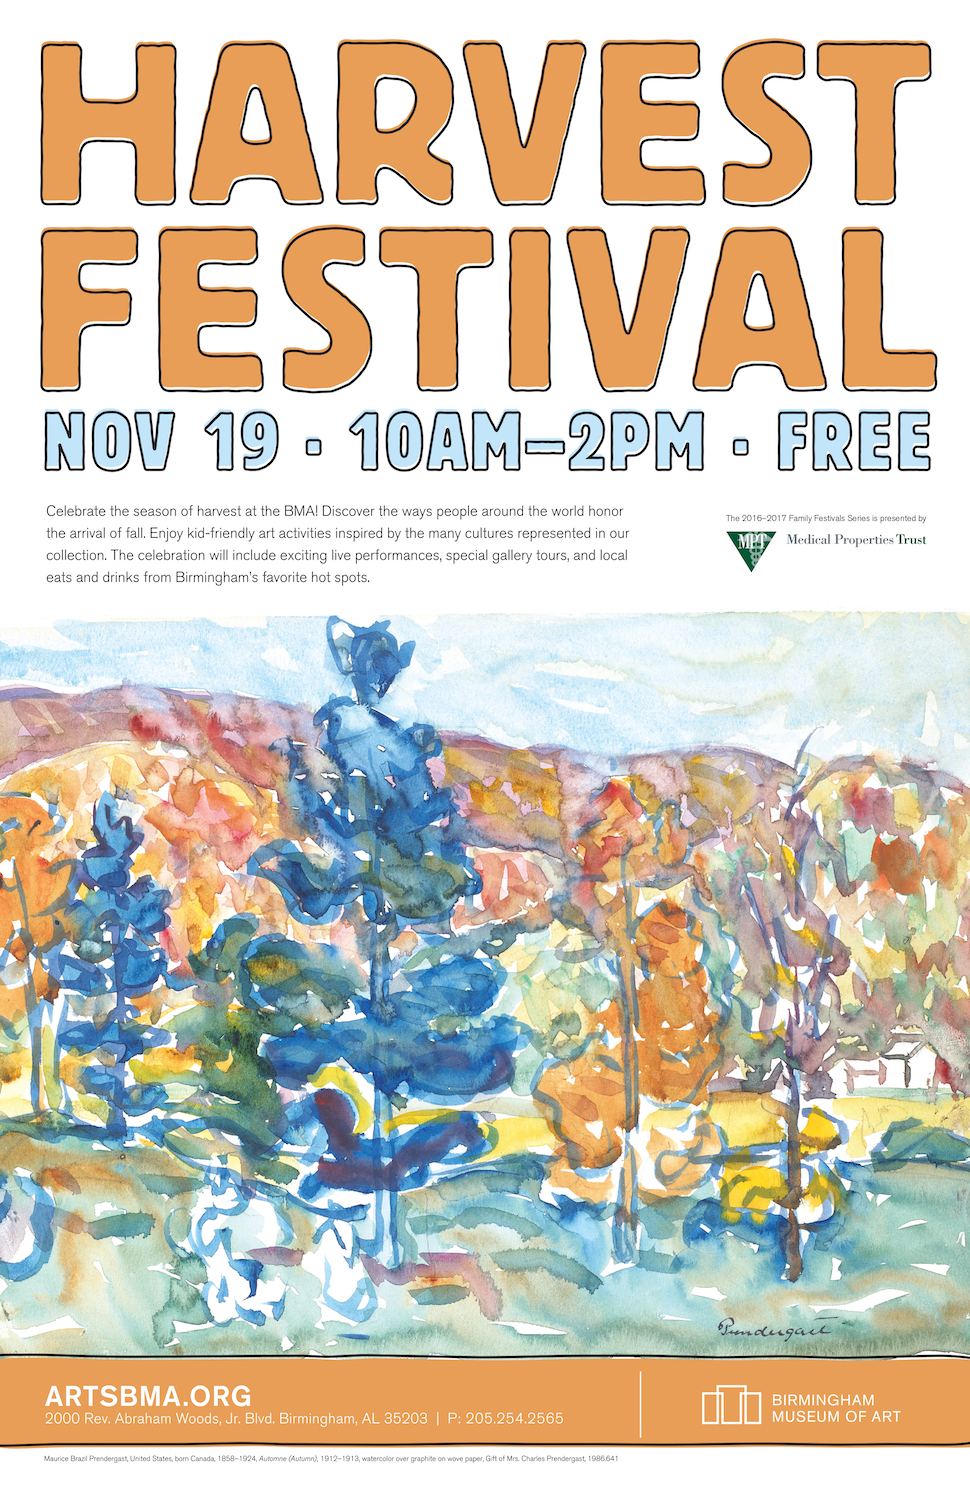 HARVEST
FESTIVAL
NOV 19 · 10AM–2PM · FREE
Celebrate the season of harvest at the BMA! Discover the ways people around the world honor
the arrival of fall. Enjoy kid-friendly art activities inspired by the many cultures represented in our
collection. The celebration will include exciting live performances, special gallery tours, and local
eats and drinks from Birmingham's favorite hot spots.
The 2016–2017 Family Festivals Series is presented by
MPT Medical Properties Trust
Prendergast
ARTSBMA.ORG
2000 Rev. Abraham Woods, Jr. Blvd. Birmingham, AL 35203 | P: 205.254.2565
BIRMINGHAM
MUSEUM OF ART
Maurice Brazil Prendergast, United States, born Canada, 1858–1924, Automne (Autumn), 1912–1913, watercolor over graphite on wove paper, Gift of Mrs. Charles Prendergast, 1986.641